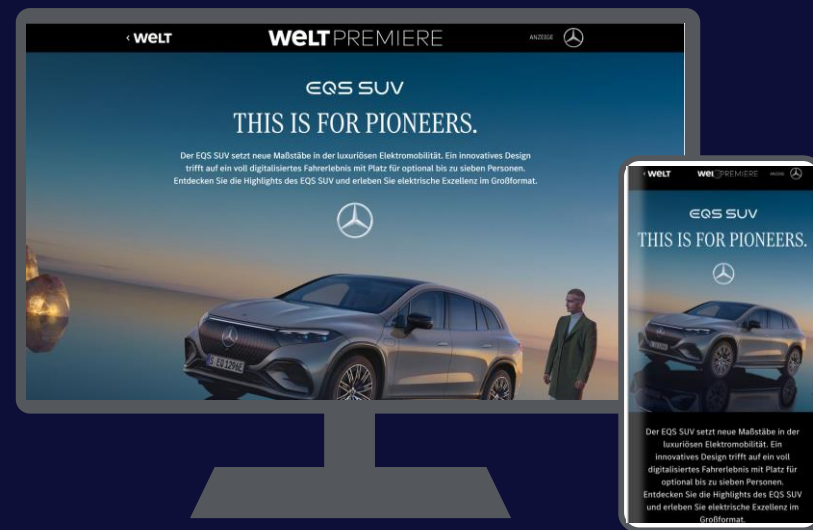 ‹ WELT
WELTPREMIERE
ANZEIGE
EQS SUV
THIS IS FOR PIONEERS.
Der EQS SUV setzt neue Maßstäbe in der luxuriösen Elektromobilität. Ein innovatives Design
trifft auf ein voll digitalisiertes Fahrerlebnis mit Platz für optional bis zu sieben Personen.
Entdecken Sie die Highlights des EQS SUV und erleben Sie elektrische Exzellenz im Großformat.
S EQ 1296E
‹ WELT
WELTPREMIERE
ANZEIGE
EQS SUV
THIS IS FOR PIONEERS.
Der EQS SUV setzt neue Maßstäbe in der
luxuriösen Elektromobilität. Ein
innovatives Design trifft auf ein voll
digitalisiertes Fahrerlebnis mit Platz für
optional bis zu sieben Personen.
Entdecken Sie die Highlights des EQS SUV
und erleben Sie elektrische Exzellenz im
Großformat.